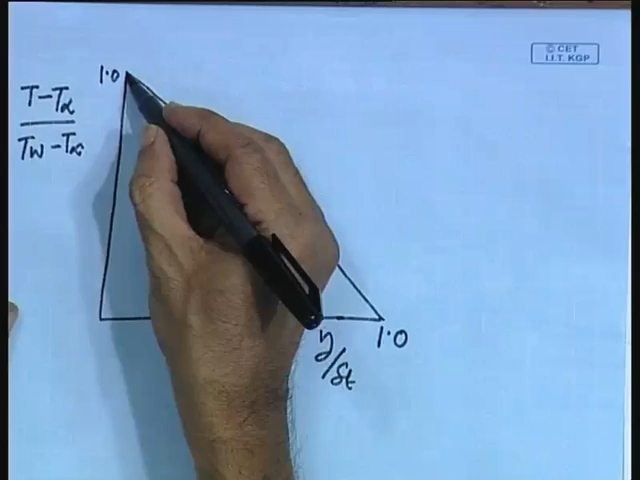 © CET
I.I.T. KGP
1.0
T-T∝
Tw-T∝
y/δt
1.0